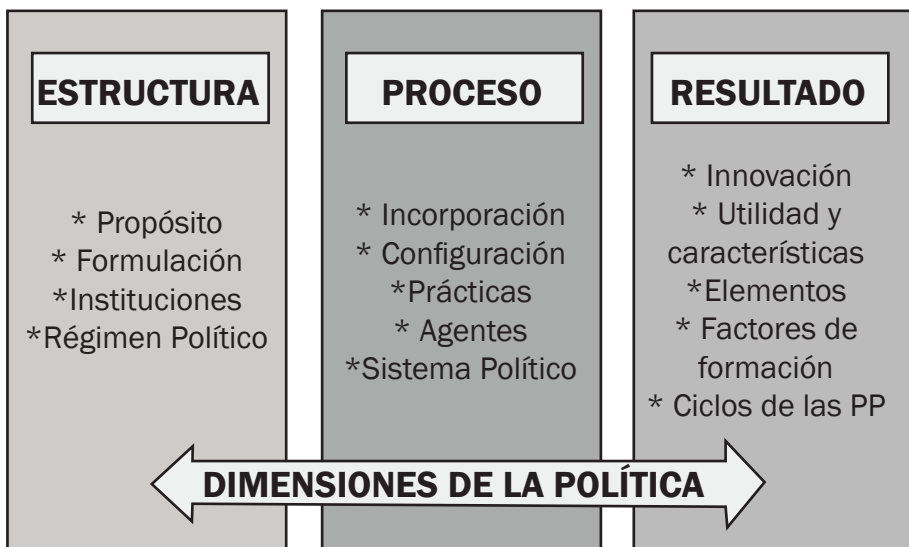 ESTRUCTURA
* Propósito
* Formulación
*Instituciones
*Régimen Político
PROCESO
* Incorporación
* Configuración
*Prácticas
* Agentes
*Sistema Político
RESULTADO
* Innovación
* Utilidad y
característicás
*Elementos
* Factores de
formación
* Ciclos de las PP
DIMENSIONES DE LA POLÍTICA